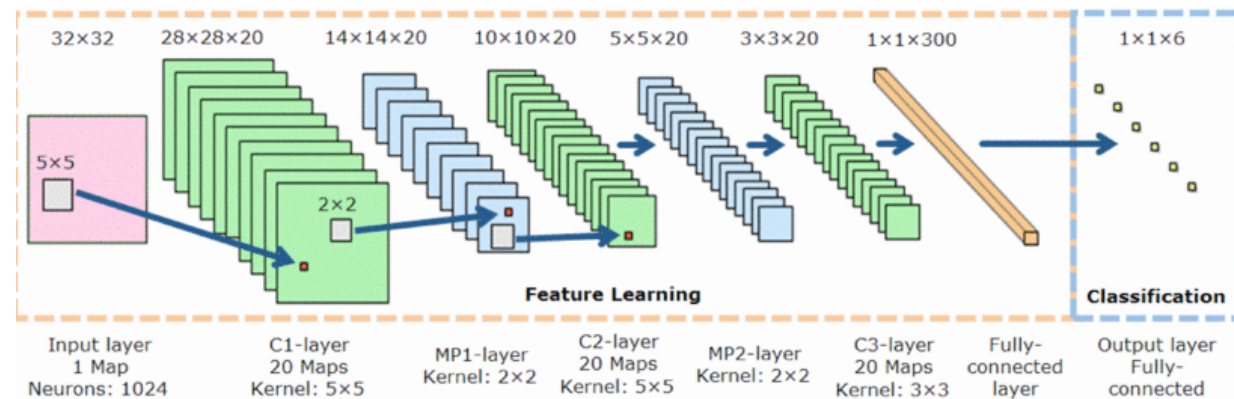 32×32
28×28×20
14×14×20
10×10×20
5×5×20
3×3×20
1×1×300
1×1×6
5×5
2×2
Feature Learning
Classification
Input layer
1 Map
Neurons: 1024
C1-layer
20 Maps
Kernel: 5×5
MP1-layer
Kernel: 2×2
C2-layer
20 Maps
Kernel: 5×5
MP2-layer
Kernel: 2×2
C3-layer
20 Maps
Kernel: 3×3
Fully-
connected
layer
Output layer
Fully-
connected